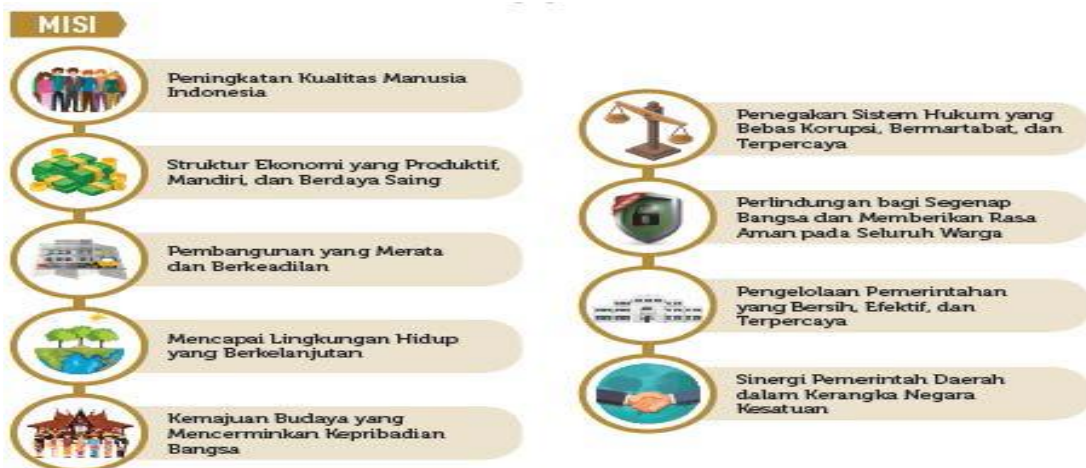 MISI
Peningkatan Kualitas Manusia
Indonesia
Struktur Ekonomi yang Produktif,
Mandiri, dan Berdaya Saing
Pembangunan yang Merata
dan Berkeadilan
Mencapai Lingkungan Hidup
yang Berkelanjutan
Kemajuan Budaya yang
Mencerminkan Kepribadian
Bangsa
Penegakan Sistem Hukum yang
Bebas Korupsi, Bermartabat, dan
Terpercaya
Perlindungan bagi Segenap
Bangsa dan Memberikan Rasa
Aman pada Seluruh Warga
Pengelolaan Pemerintahan
yang Bersih, Efektif, dan
Terpercaya
Sinergi Pemerintah Daerah
dalam Kerangka Negara
Kesatuan